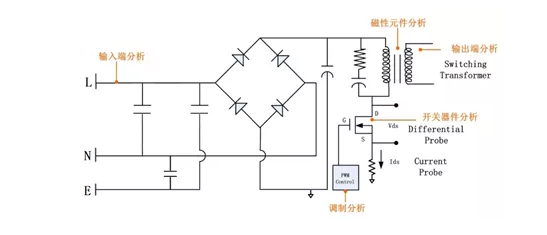 磁性元件分析
输入端分析
输出端分析
Switching
Transformer
L
D
开关器件分析
G
Vds
Differential
Probe
S
N
Ids
Current
Probe
E
PWM
Control
调制分析